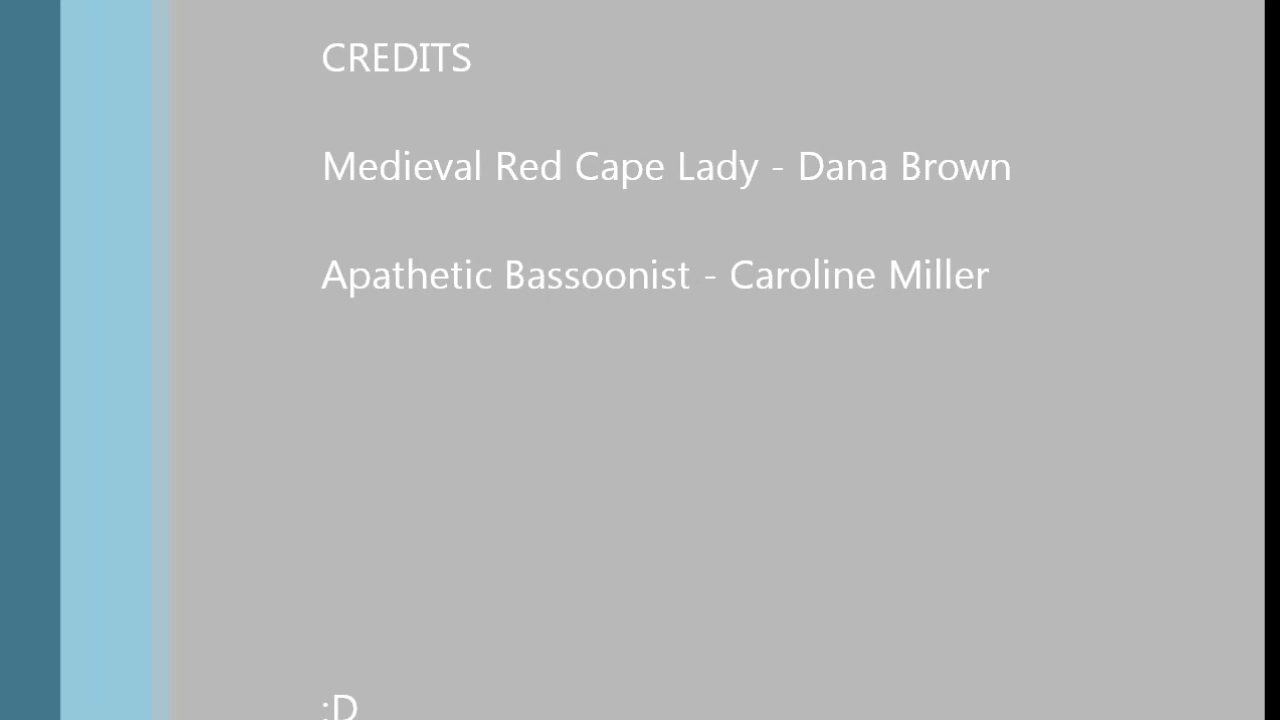 CREDITS
Medieval Red Cape Lady - Dana Brown
Apathetic Bassoonist - Caroline Miller
:D